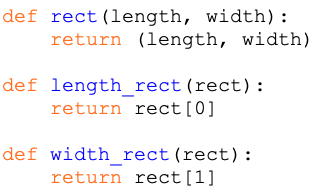 def rect(length, width):
    return (length, width)

def length_rect(rect):
    return rect[0]

def width_rect(rect):
    return rect[1]